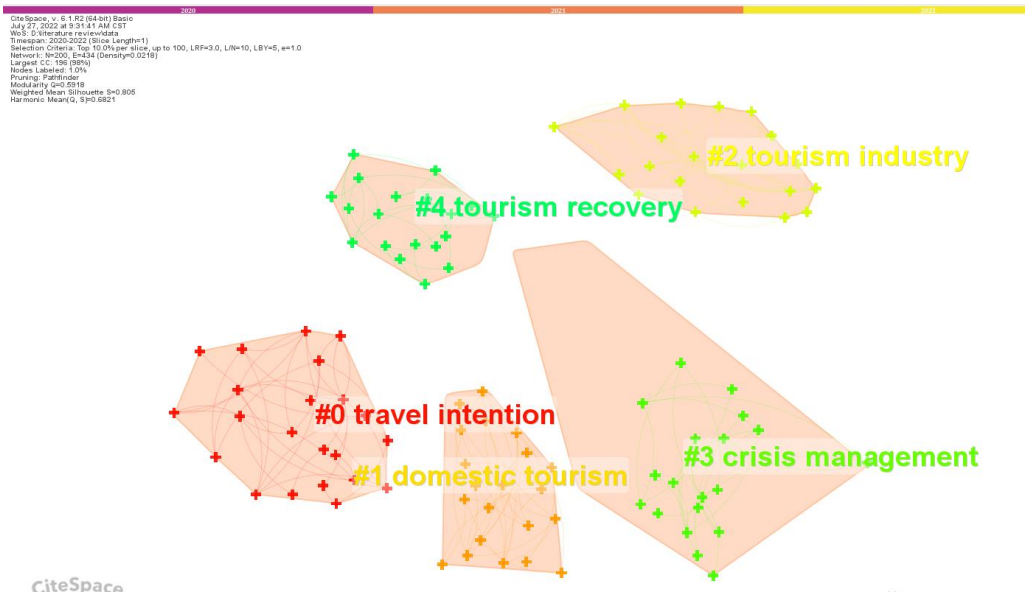 2020
2021
2022
CiteSpace, v. 6.1.R2 (64-bit) Basic
July 27, 2022 at 9:31:41 AM CST
WoS: D:\literature review\data
Timespan: 2020-2022 (Slice Length=1)
Selection Criteria: Top 10.0% per slice, up to 100, LRF=3.0, L/N=10, LBY=5, e=1.0
Network: N=200, E=434 (Density=0.0218)
Largest CC: 196 (98%)
Nodes Labeled: 1.0%
Pruning: Pathfinder
Modularity Q=0.5918
Weighted Mean Silhouette S=0.805
Harmonic Mean(Q, S)=0.6821
#2 tourism industry
#4 tourism recovery
#0 travel intention
#3 crisis management
#1 domestic tourism
CiteSpace